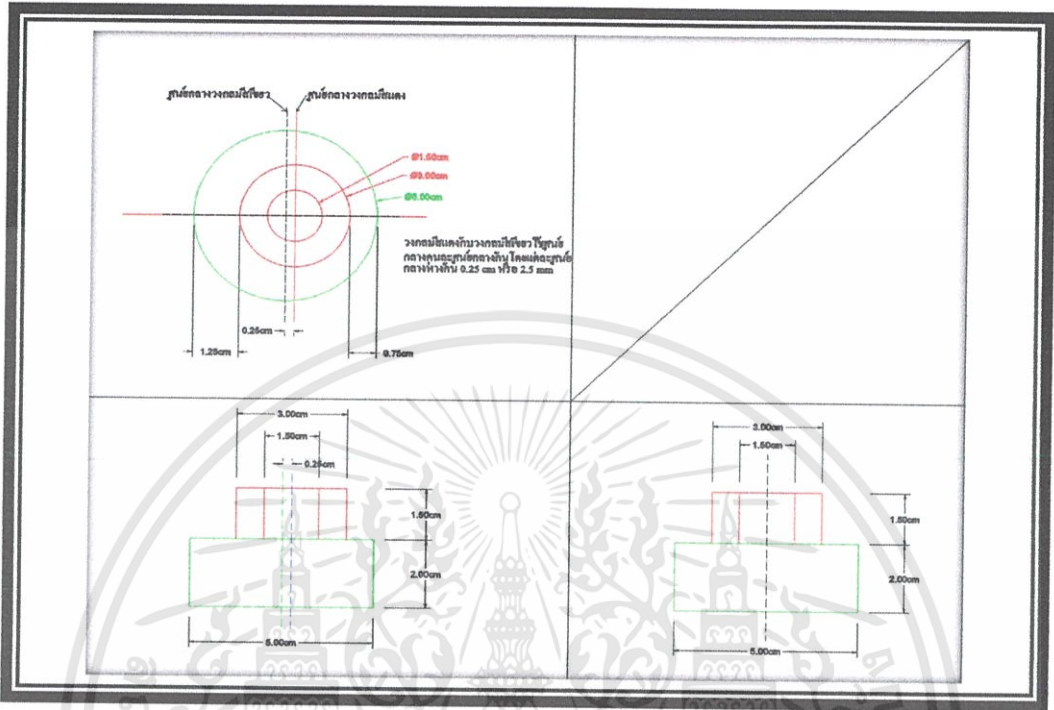 ศูนย์กลางวงกลมสีเขียว
ศูนย์กลางวงกลมสีแดง
Ø1.50cm
Ø3.00cm
Ø5.00cm
วงกลมสีแดงกับวงกลมสีเขียว ใช้ศูนย์
กลางคนละศูนย์กลางกัน โดยแต่ละศูนย์
กลางห่างกัน 0.25 cm หรือ 2.5 mm
0.25cm
1.25cm
0.75cm
3.00cm
1.50cm
0.25cm
1.50cm
2.00cm
5.00cm
3.00cm
1.50cm
1.50cm
2.00cm
5.00cm